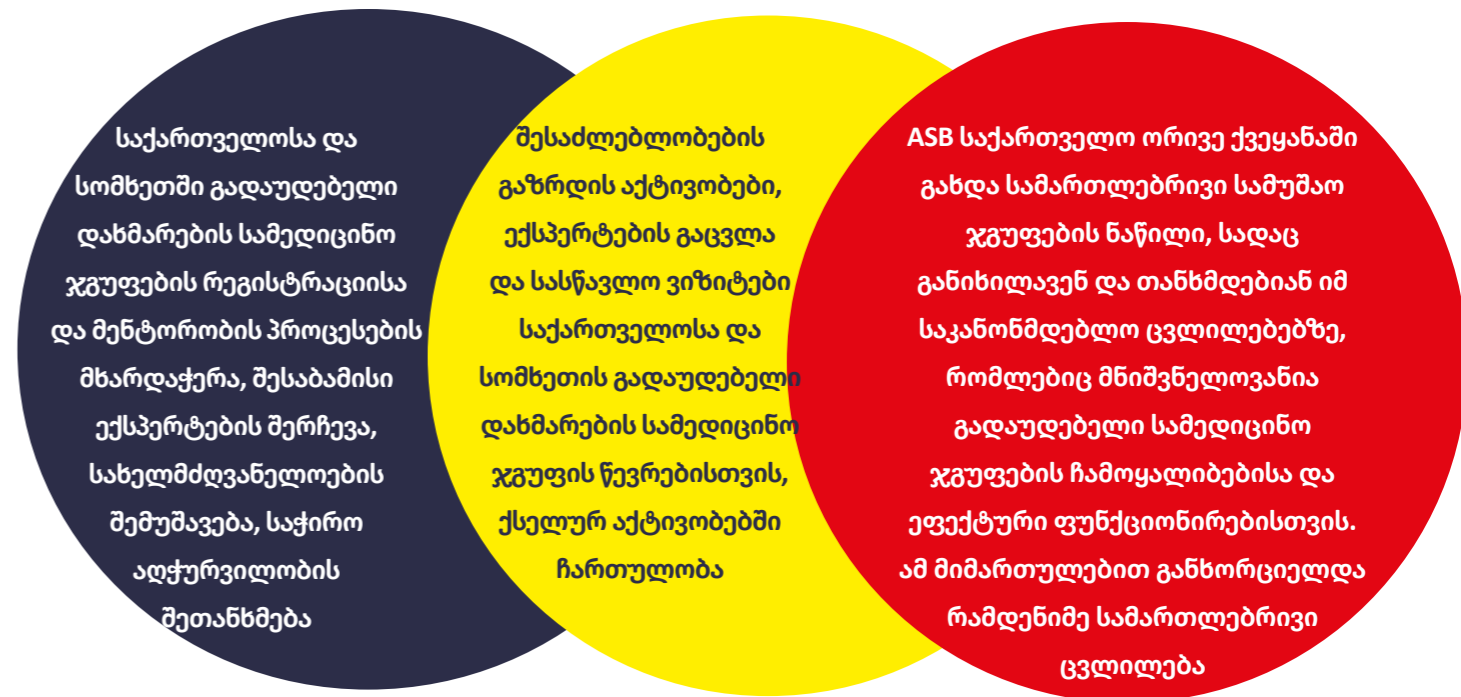 საქართველოსა და
სომხეთში გადაუდებელი
დახმარების სამედიცინო
ჯგუფების რეგისტრაციისა
და მენტორობის პროცესების
მხარდაჭერა, შესაბამისი
ექსპერტების შერჩევა,
სახელმძღვანელოების
შემუშავება, საჭირო
აღჭურვილობის
შეთანხმება
შესაძლებლობების
გაზრდის აქტივობები,
ექსპერტების გაცვლა
და სასწავლო ვიზიტები
საქართველოსა და
სომხეთის გადაუდებელი
დახმარების სამედიცინო
ჯგუფის წევრებისთვის,
ქსელურ აქტივობებში
ჩართულობა
ASB საქართველო ორივე ქვეყანაში
გახდა სამართლებრივი სამუშაო
ჯგუფების ნაწილი, სადაც
განიხილავენ და თანხმდებიან იმ
საკანონმდებლო ცვლილებებზე,
რომლებიც მნიშვნელოვანია
გადაუდებელი სამედიცინო
ჯგუფების ჩამოყალიბებისა და
ეფექტური ფუნქციონირებისთვის.
ამ მიმართულებით განხორციელდა
რამდენიმე სამართლებრივი
ცვლილება